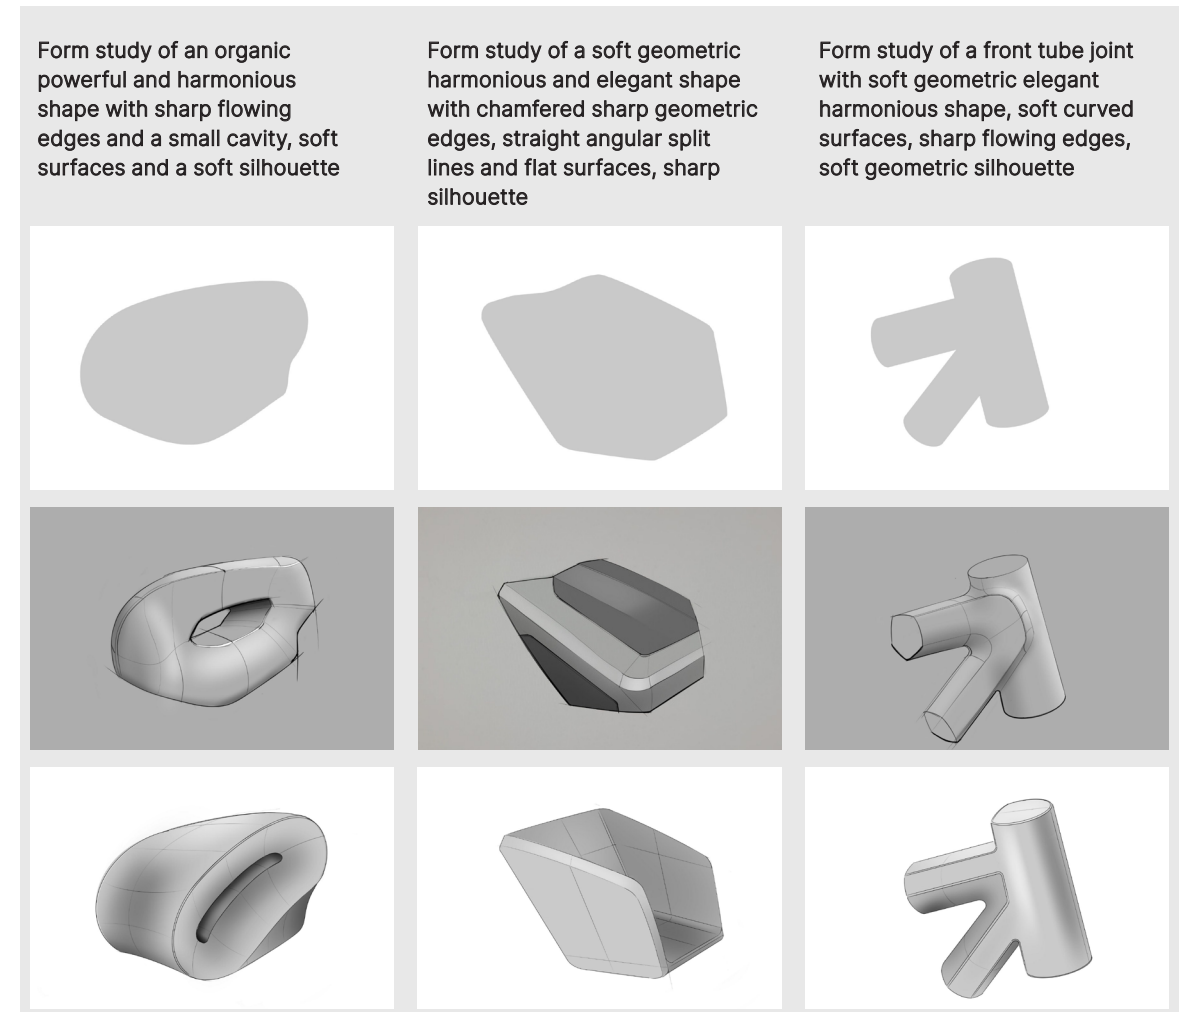 Form study of an organic
powerful and harmonious
shape with sharp flowing
edges and a small cavity, soft
surfaces and a soft silhouette
Form study of a soft geometric
harmonious and elegant shape
with chamfered sharp geometric
edges, straight angular split
lines and flat surfaces, sharp
silhouette
Form study of a front tube joint
with soft geometric elegant
harmonious shape, soft curved
surfaces, sharp flowing edges,
soft geometric silhouette